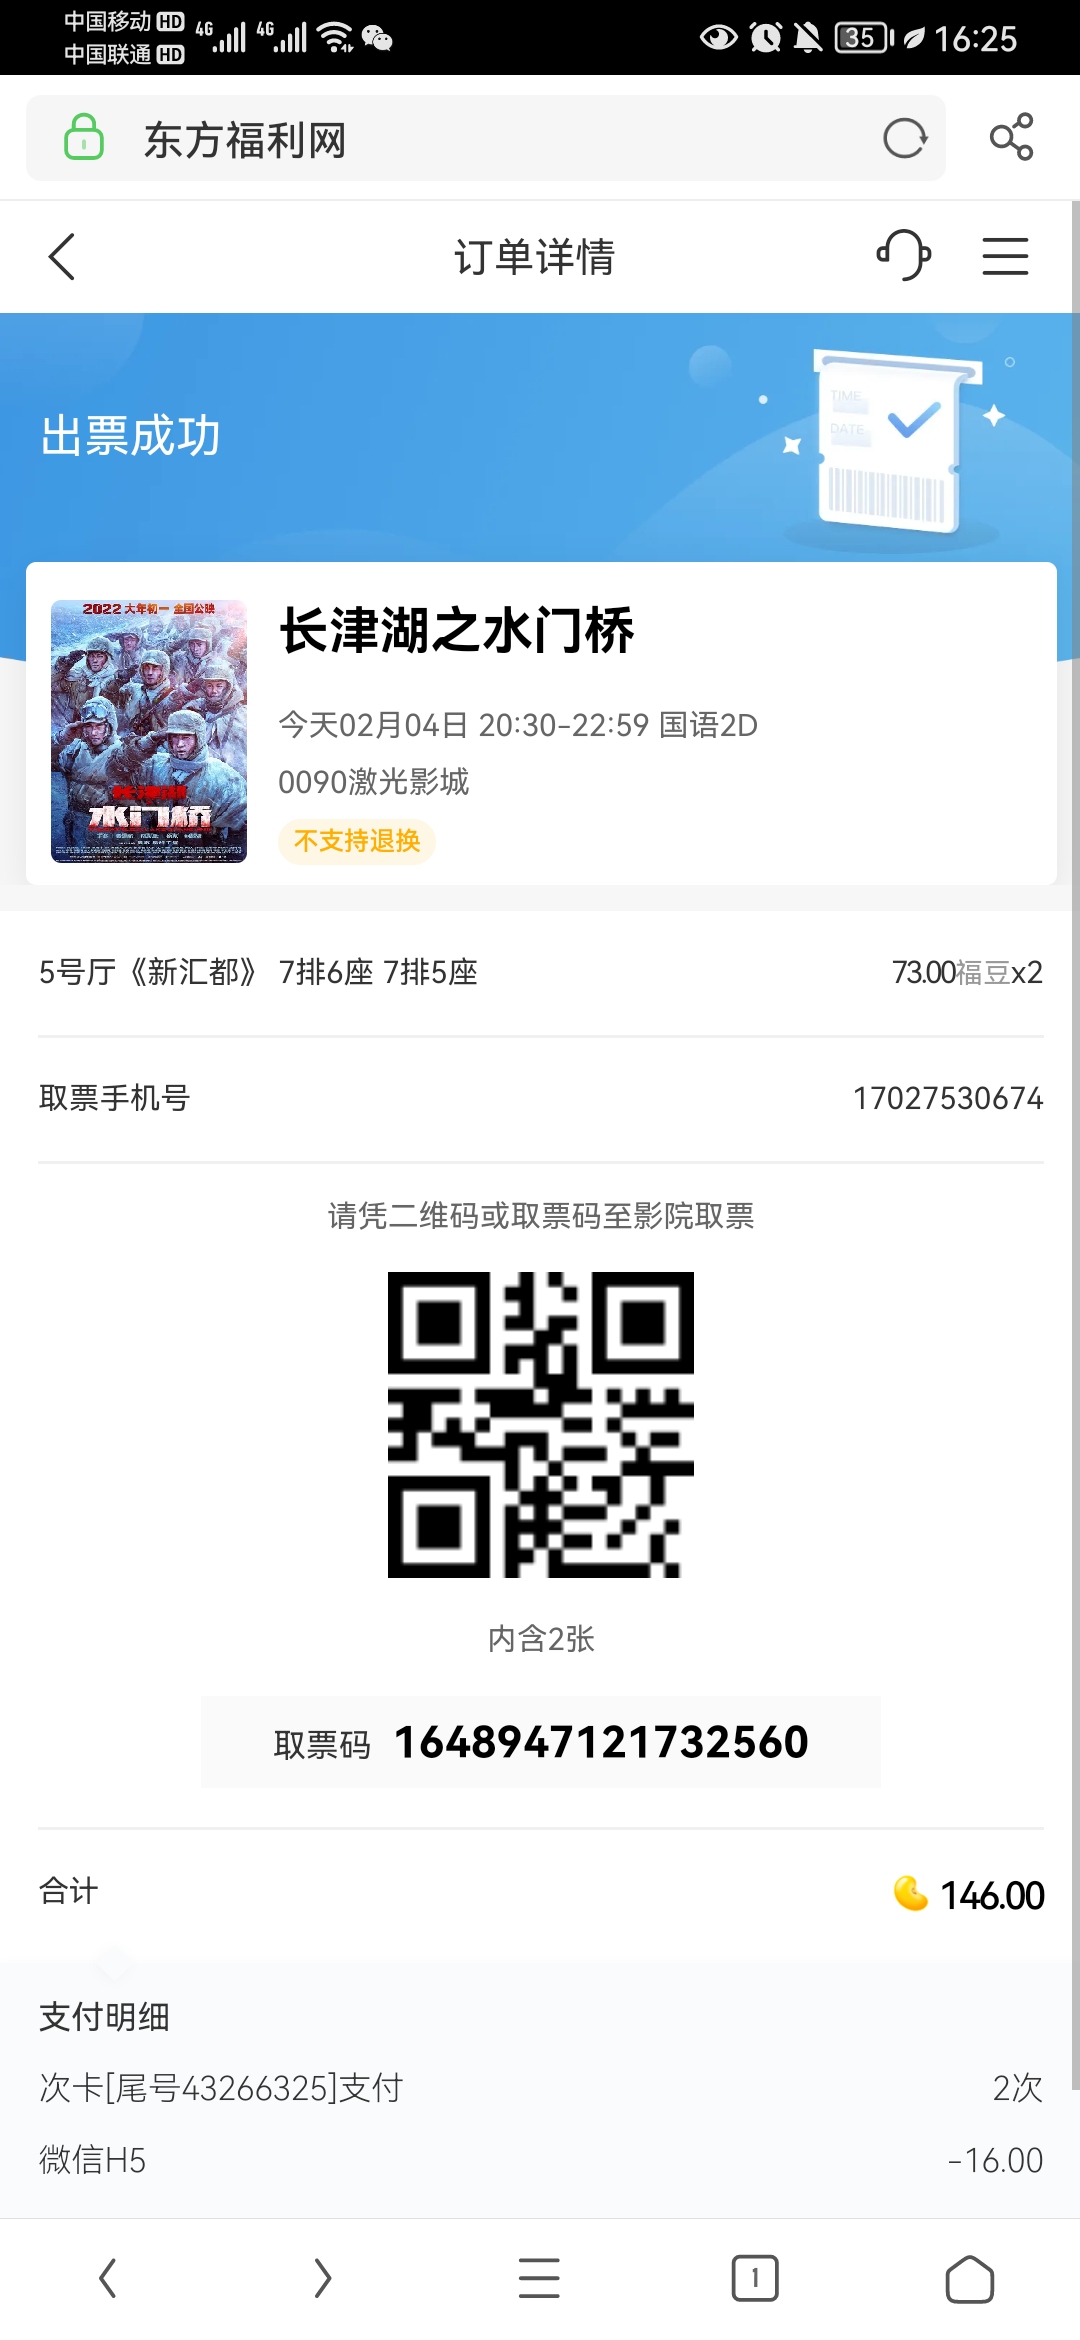 中国移动 HD 4G 4G 35 16:25
中国联通 HD
东方福利网
订单详情
出票成功
TIME
DATE
2022 大年初一 全国公映
长津湖
水门桥
长津湖之水门桥
今天02月04日 20:30-22:59 国语2D
0090激光影城
不支持退换
5号厅《新汇都》 7排6座 7排5座 73.00福豆x2
取票手机号 17027530674
请凭二维码或取票码至影院取票
内含2张
取票码 1648947121732560
合计 146.00
支付明细
次卡[尾号43266325]支付 2次
微信H5 -16.00
1